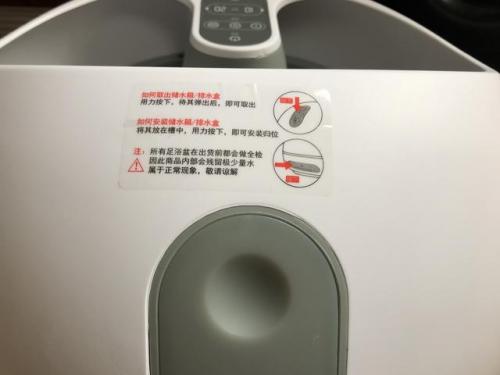 如何取出储水箱/排水盒
用力按下，待其弹出后，即可取出
如何安装储水箱/排水盒
将其放在槽中，用力按下，即可安装归位
注：所有足浴盆在出货前都会做全检
因此商品内部会残留极少量水
属于正常现象，敬请谅解